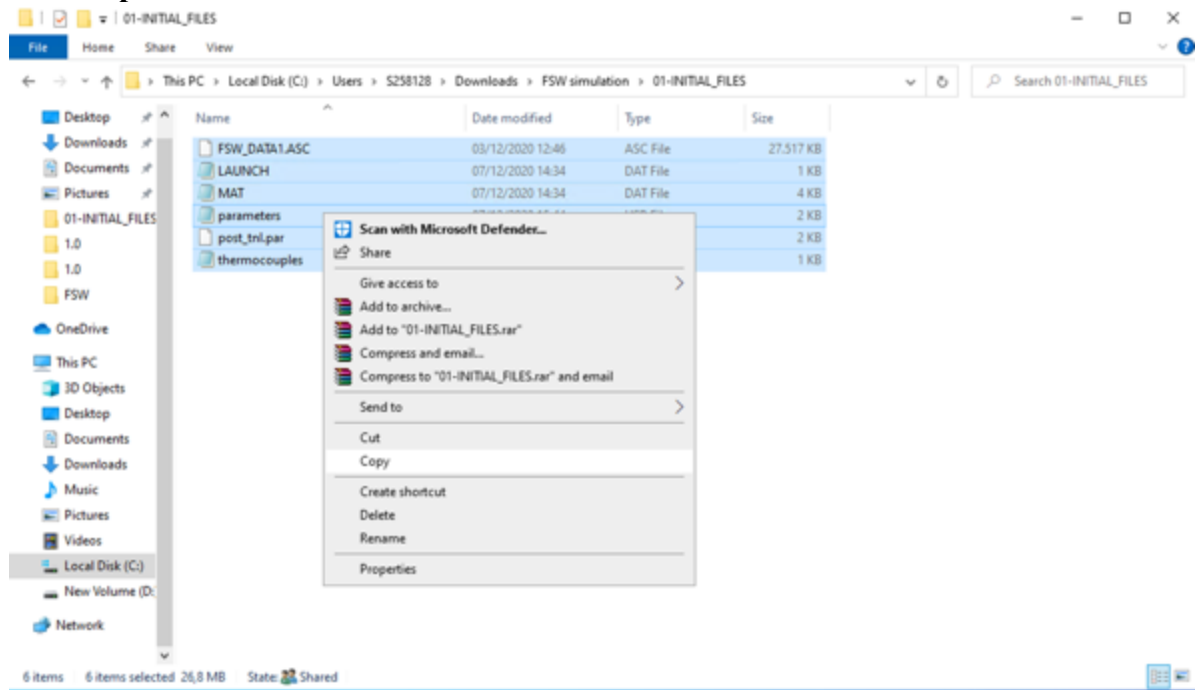 01-INITIAL_FILES
File Home Share View
This PC Local Disk (C:) Users S258128 Downloads FSW simulation 01-INITIAL_FILES
Search 01-INITIAL_FILES
Name Date modified Type Size
FSW_DATA1.ASC 03/12/2020 12:46 ASC File 27.517 KB
LAUNCH 07/12/2020 14:34 DAT File 1 KB
MAT 07/12/2020 14:34 DAT File 4 KB
parameters 2 KB
post_tnl.par 2 KB
thermocouples 1 KB
Desktop
Downloads
Documents
Pictures
01-INITIAL_FILES
1.0
1.0
FSW
OneDrive
This PC
3D Objects
Desktop
Documents
Downloads
Music
Pictures
Videos
Local Disk (C:)
New Volume (D:
Network
Scan with Microsoft Defender...
Share
Give access to
Add to archive...
Add to "01-INITIAL_FILES.rar"
Compress and email...
Compress to "01-INITIAL_FILES.rar" and email
Send to
Cut
Copy
Create shortcut
Delete
Rename
Properties
6 items 6 items selected 26,8 MB State: Shared